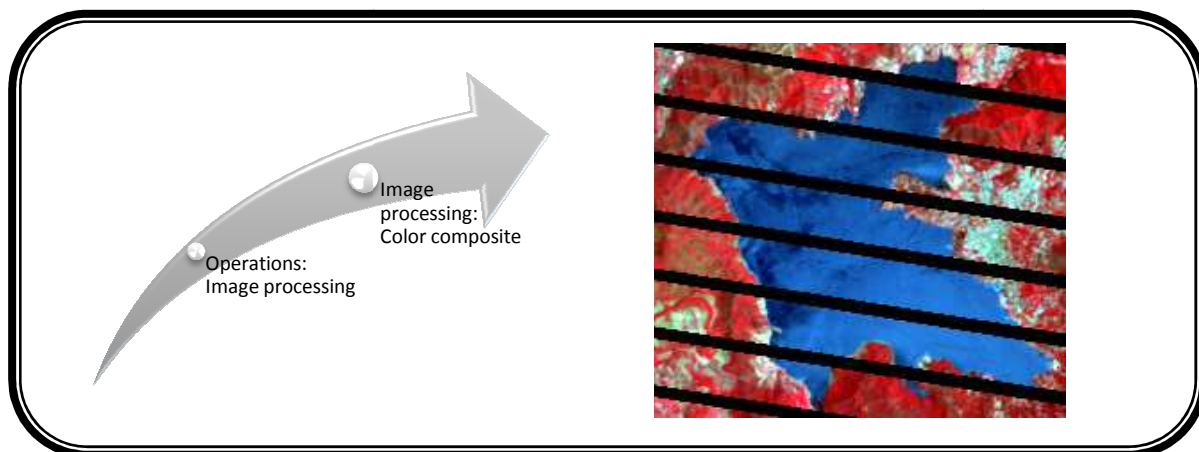 Image
processing:
Color composite
Operations:
Image processing